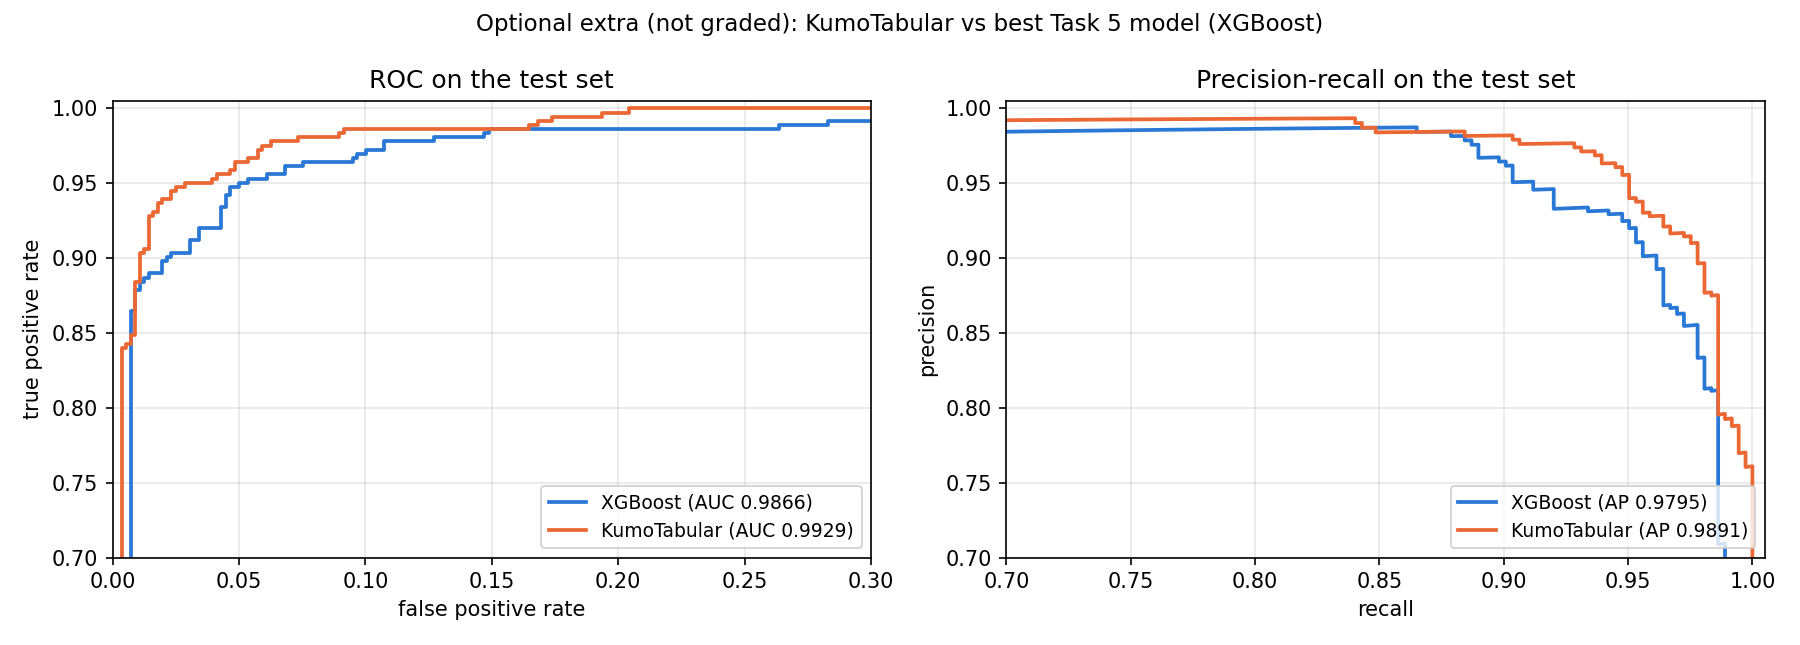 Optional extra (not graded): KumoTabular vs best Task 5 model (XGBoost)
ROC on the test set
1.00
0.95
0.90
0.85
0.80
0.75
0.70
true positive rate
0.00 0.05 0.10 0.15 0.20 0.25 0.30
false positive rate
XGBoost (AUC 0.9866)
KumoTabular (AUC 0.9929)
Precision-recall on the test set
1.00
0.95
0.90
0.85
0.80
0.75
0.70
precision
0.70 0.75 0.80 0.85 0.90 0.95 1.00
recall
XGBoost (AP 0.9795)
KumoTabular (AP 0.9891)